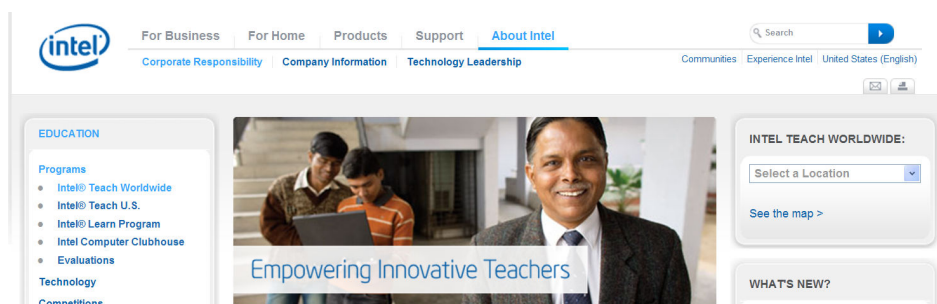 intel
For Business
For Home
Products
Support
About Intel
Search
Corporate Responsibility
Company Information
Technology Leadership
Communities
Experience Intel
United States (English)
EDUCATION
Programs
Intel® Teach Worldwide
Intel® Teach U.S.
Intel® Learn Program
Intel Computer Clubhouse
Evaluations
Technology
Competitions
Empowering Innovative Teachers
INTEL TEACH WORLDWIDE:
Select a Location
See the map >
WHAT'S NEW?